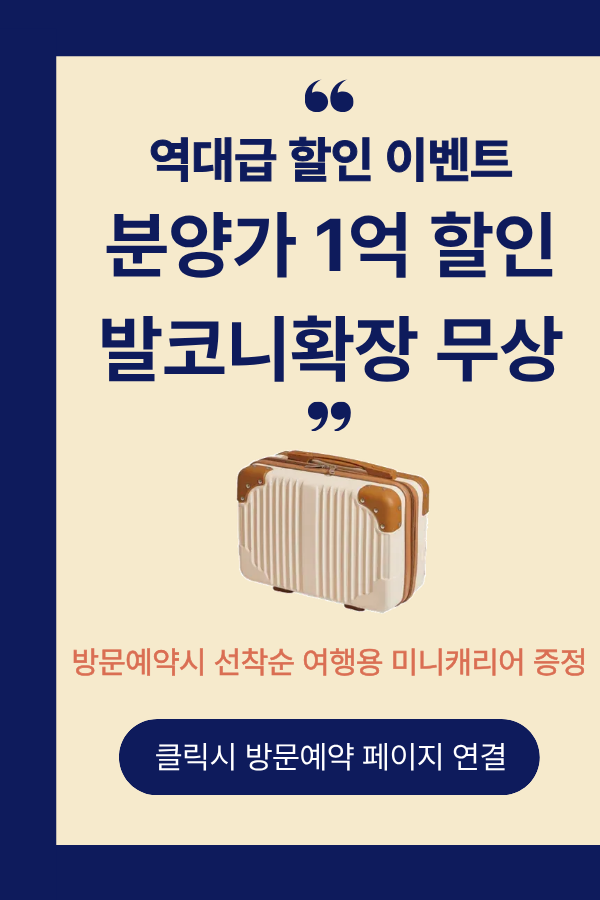 “
역대급 할인 이벤트
분양가 1억 할인
발코니확장 무상
”
방문예약시 선착순 여행용 미니캐리어 증정
클릭시 방문예약 페이지 연결